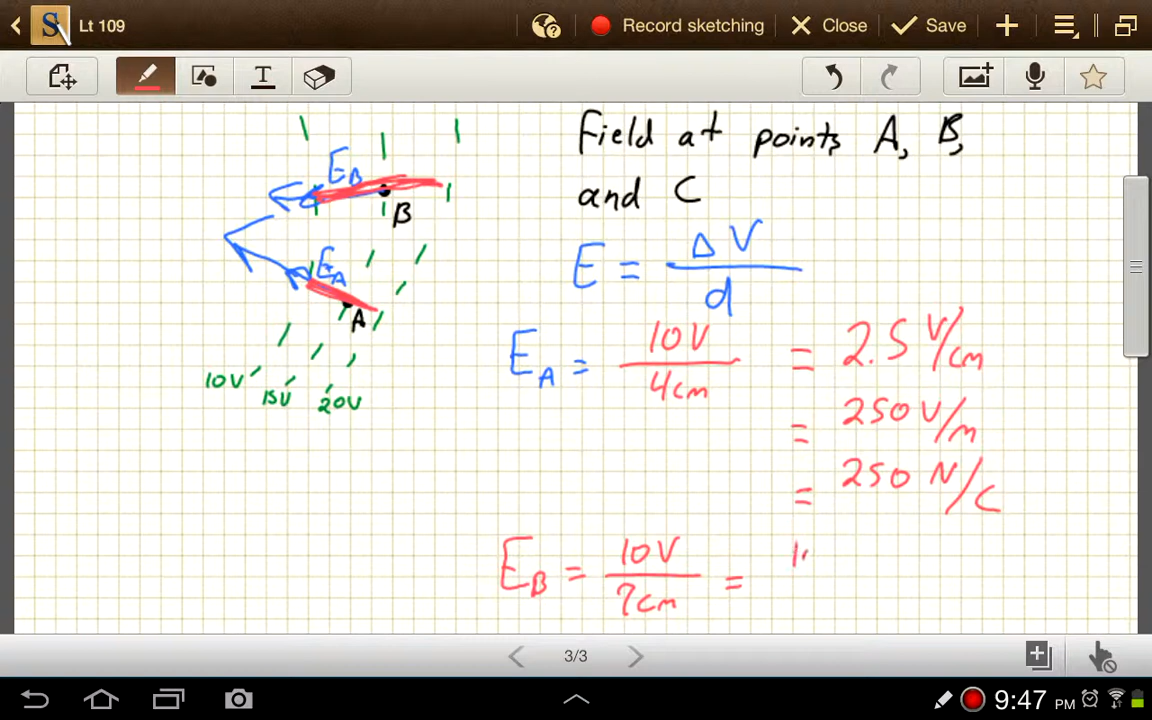 Lt 109
Record sketching
Close
Save
Field at points A, B,
and C
E_B
B
E_A
A
10V
15V
20V
E = ΔV/d
E_A = 10V/4cm = 2.5 V/cm
= 250 V/m
= 250 N/C
E_B = 10V/7cm =
3/3
9:47 PM